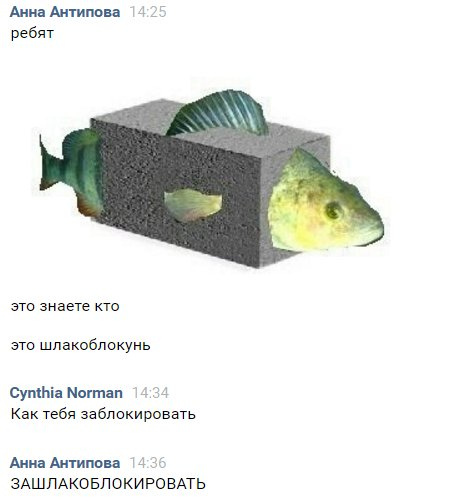 Анна Антипова 14:25
ребят
это знаете кто
это шлакоблокунь
Cynthia Norman 14:34
Как тебя заблокировать
Анна Антипова 14:36
ЗАШЛАКОБЛОКИРОВАТЬ